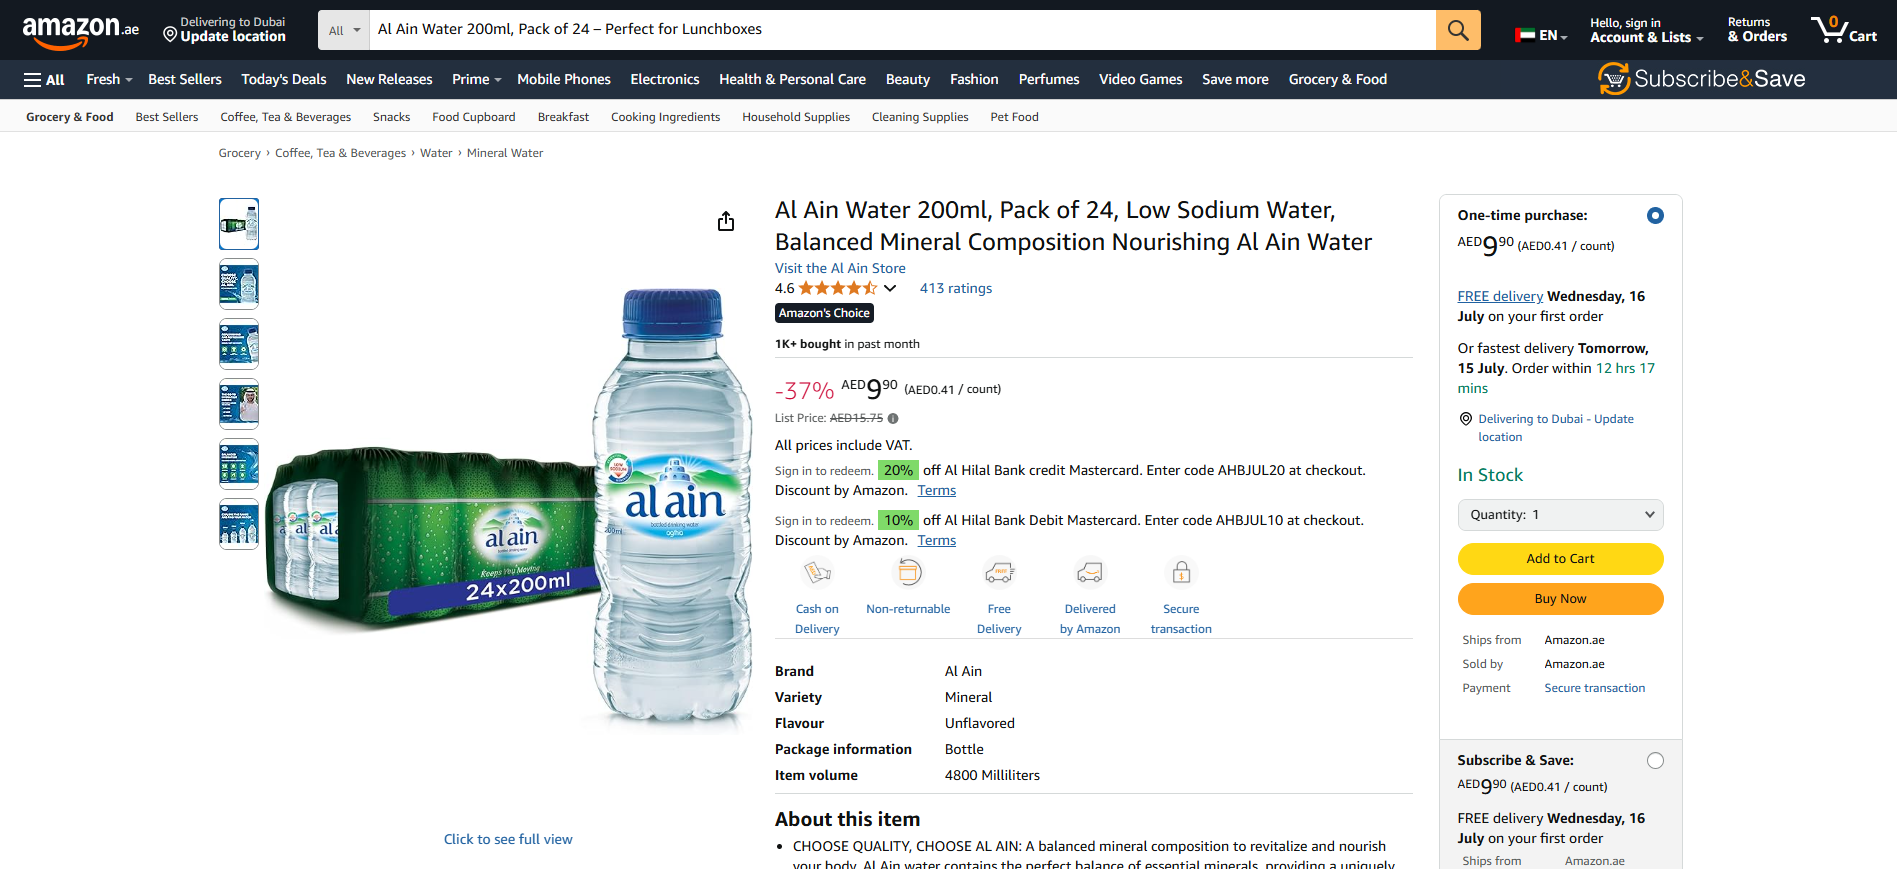 amazon.ae
Delivering to Dubai
Update location
All
Al Ain Water 200ml, Pack of 24 – Perfect for Lunchboxes
EN
Hello, sign in
Account & Lists
Returns
& Orders
0
Cart
All
Fresh
Best Sellers
Today's Deals
New Releases
Prime
Mobile Phones
Electronics
Health & Personal Care
Beauty
Fashion
Perfumes
Video Games
Save more
Grocery & Food
Subscribe&Save
Grocery & Food
Best Sellers
Coffee, Tea & Beverages
Snacks
Food Cupboard
Breakfast
Cooking Ingredients
Household Supplies
Cleaning Supplies
Pet Food
Grocery › Coffee, Tea & Beverages › Water › Mineral Water
al ain
bottled drinking water
Keeps You Moving
24x200ml
LOW SODIUM
al ain
bottled drinking water
200ml
agthia
Click to see full view
Al Ain Water 200ml, Pack of 24, Low Sodium Water,
Balanced Mineral Composition Nourishing Al Ain Water
Visit the Al Ain Store
4.6
413 ratings
Amazon's Choice
1K+ bought in past month
-37% AED9.90 (AED0.41 / count)
List Price: AED15.75
All prices include VAT.
Sign in to redeem. 20% off Al Hilal Bank credit Mastercard. Enter code AHBJUL20 at checkout.
Discount by Amazon. Terms
Sign in to redeem. 10% off Al Hilal Bank Debit Mastercard. Enter code AHBJUL10 at checkout.
Discount by Amazon. Terms
Cash on
Delivery
Non-returnable
Free
Delivery
Delivered
by Amazon
Secure
transaction
Brand Al Ain
Variety Mineral
Flavour Unflavored
Package information Bottle
Item volume 4800 Milliliters
About this item
• CHOOSE QUALITY, CHOOSE AL AIN: A balanced mineral composition to revitalize and nourish
your body. Al Ain water contains the perfect balance of essential minerals, providing a uniquely
One-time purchase:
AED9.90 (AED0.41 / count)
FREE delivery Wednesday, 16
July on your first order
Or fastest delivery Tomorrow,
15 July. Order within 12 hrs 17
mins
Delivering to Dubai - Update
location
In Stock
Quantity: 1
Add to Cart
Buy Now
Ships from Amazon.ae
Sold by Amazon.ae
Payment Secure transaction
Subscribe & Save:
AED9.90 (AED0.41 / count)
FREE delivery Wednesday, 16
July on your first order
Ships from Amazon.ae